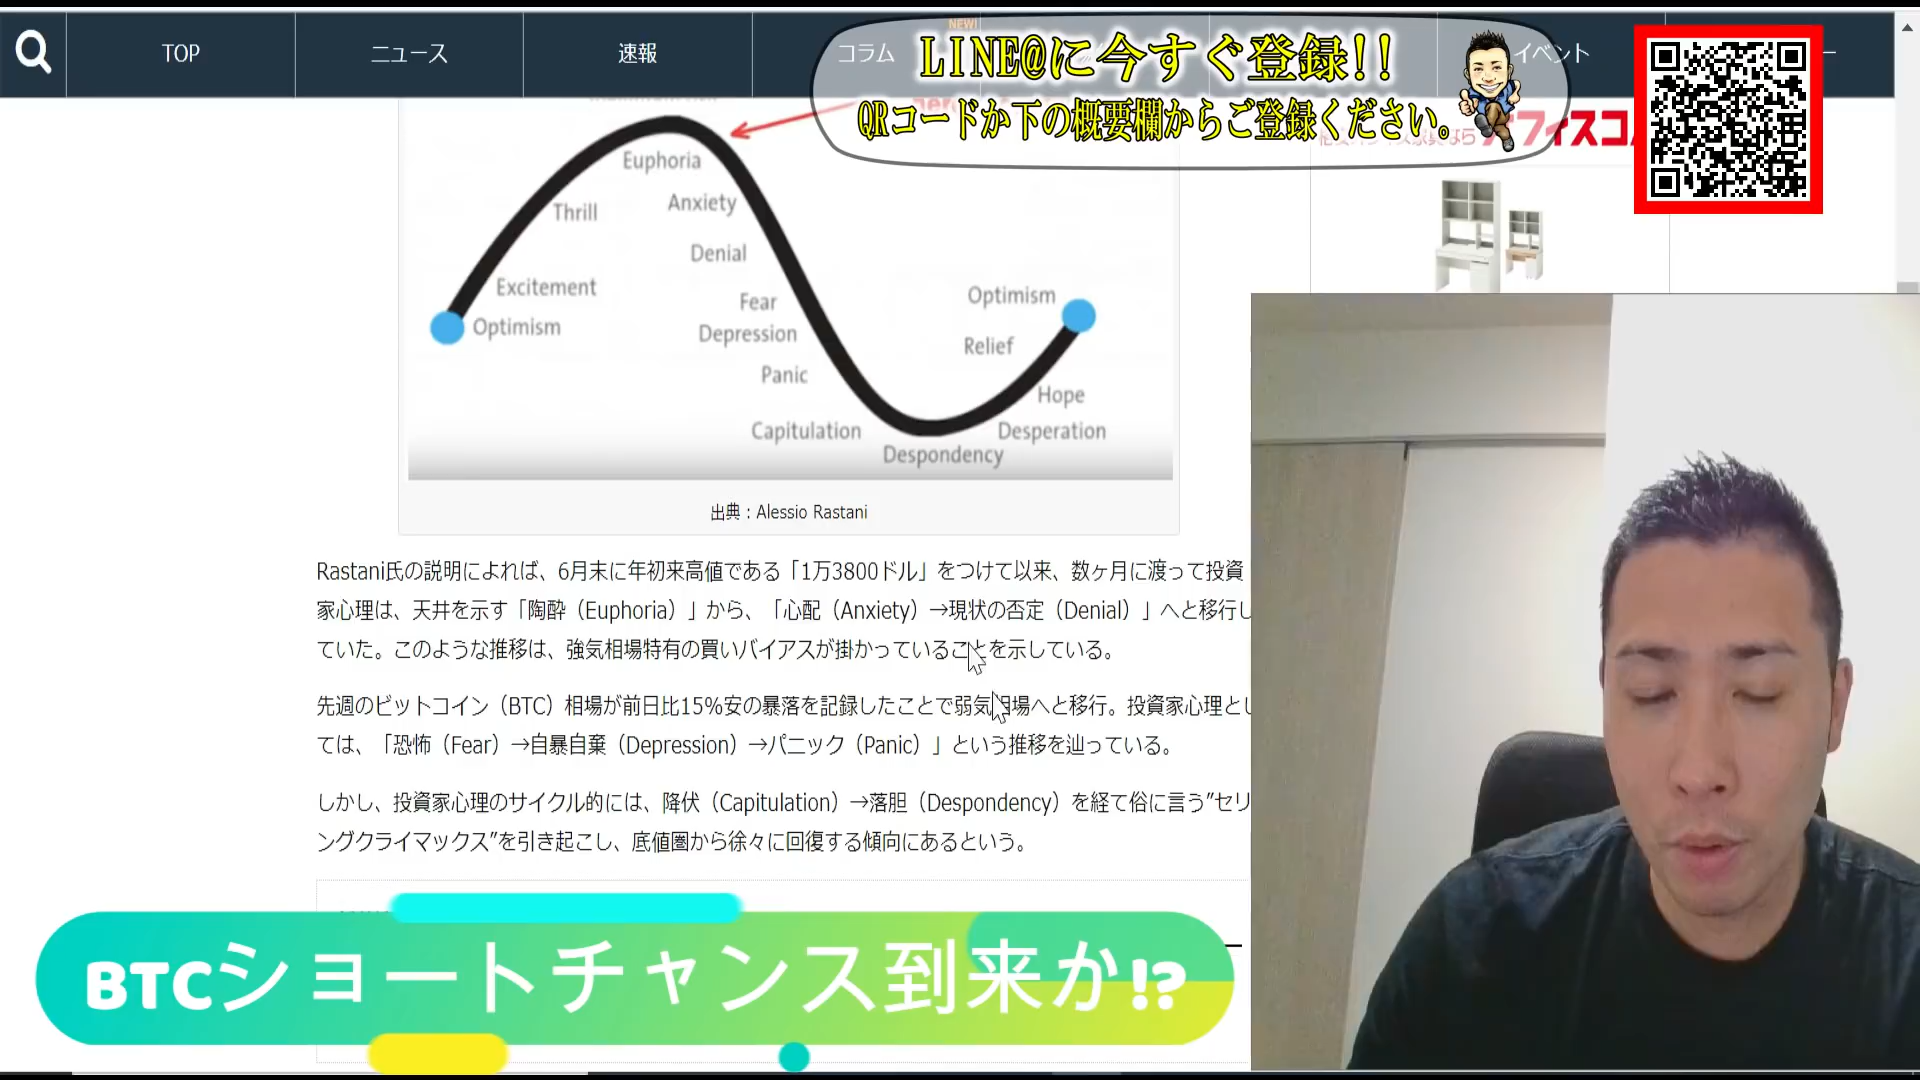 TOP
ニュース
速報
コラム
NEW!
イベント
LINE@に今すぐ登録!!
QRコードか下の概要欄からご登録ください。
フィスコ
Euphoria
Anxiety
Thrill
Denial
Excitement
Fear
Optimism
Optimism
Depression
Relief
Panic
Hope
Capitulation
Desperation
Despondency
出典：Alessio Rastani
Rastani氏の説明によれば、6月末に年初来高値である「1万3800ドル」をつけて以来、数ヶ月に渡って投資
家心理は、天井を示す「陶酔（Euphoria）」から、「心配（Anxiety）→現状の否定（Denial）」へと移行し
ていた。このような推移は、強気相場特有の買いバイアスが掛かっていることを示している。
先週のビットコイン（BTC）相場が前日比15%安の暴落を記録したことで弱気相場へと移行。投資家心理とし
ては、「恐怖（Fear）→自暴自棄（Depression）→パニック（Panic）」という推移を辿っている。
しかし、投資家心理のサイクル的には、降伏（Capitulation）→落胆（Despondency）を経て俗に言う”セリ
ングクライマックス”を引き起こし、底値圏から徐々に回復する傾向にあるという。
BTCショートチャンス到来か!?